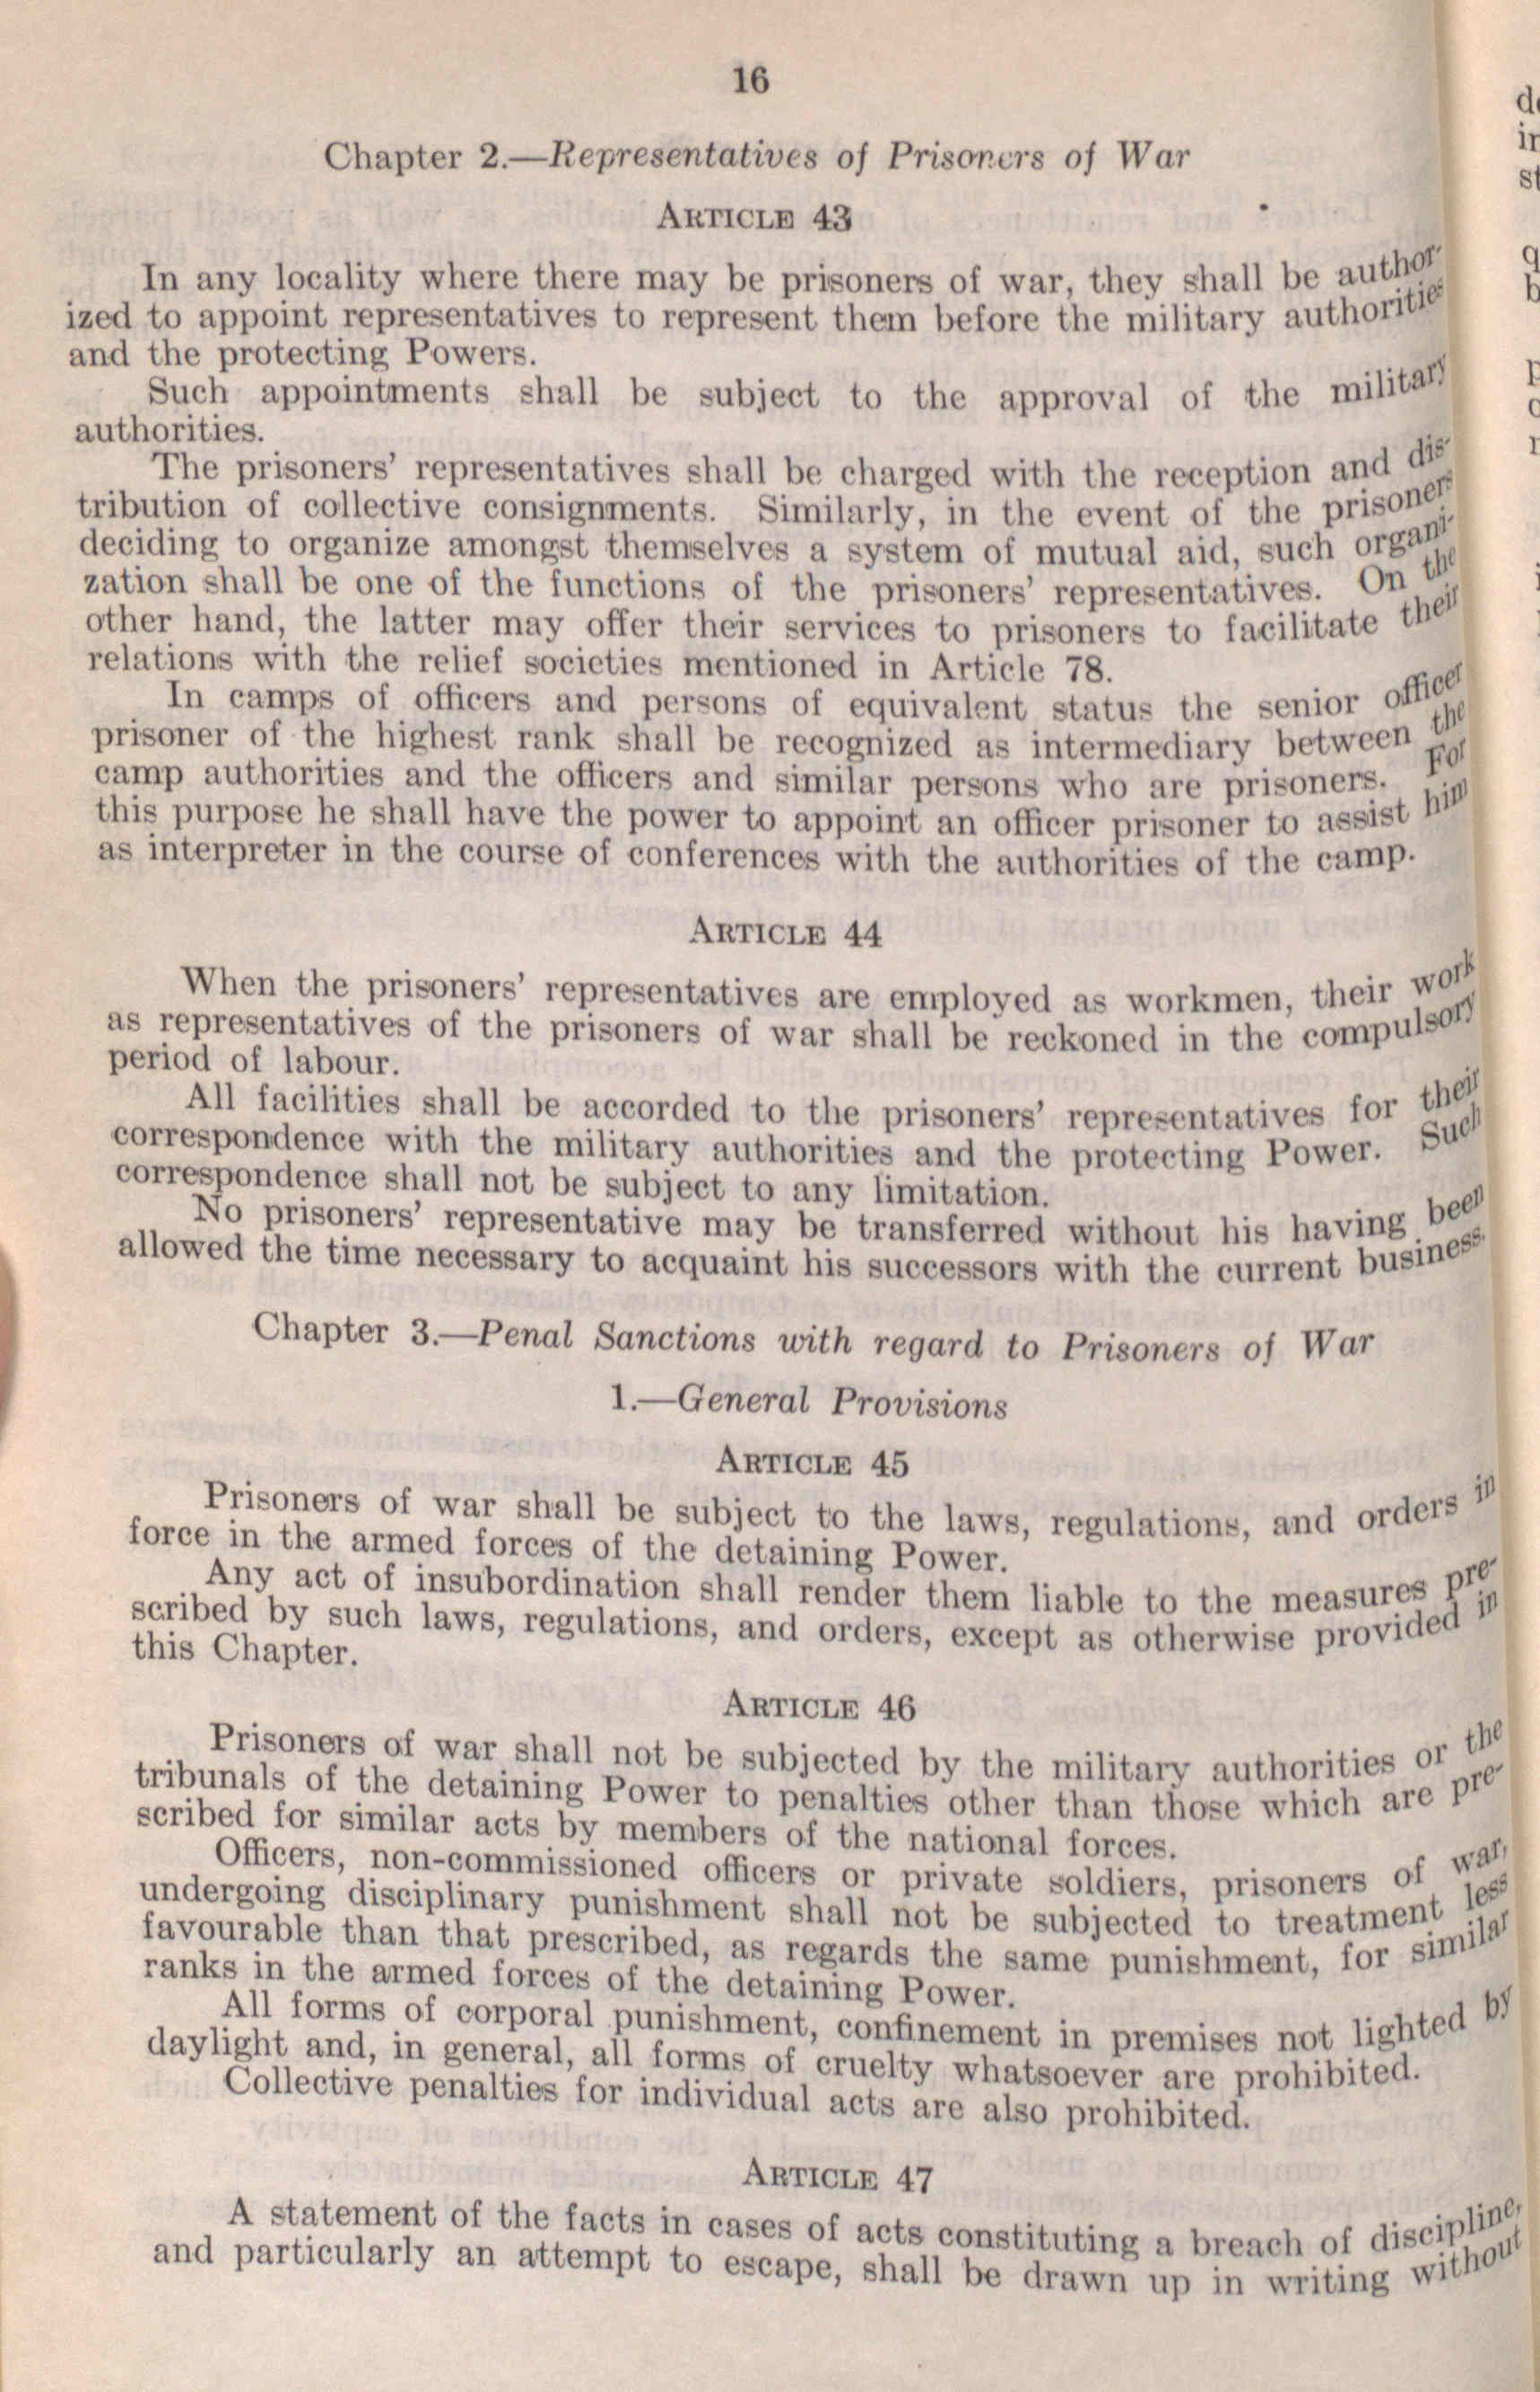 16
Chapter 2.—Representatives of Prisoners of War
ARTICLE 43
In any locality where there may be prisoners of war, they shall be author-
ized to appoint representatives to represent them before the military authorities
and the protecting Powers.
Such appointments shall be subject to the approval of the military
authorities.
The prisoners' representatives shall be charged with the reception and dis-
tribution of collective consignments. Similarly, in the event of the prisoners
deciding to organize amongst themselves a system of mutual aid, such organi-
zation shall be one of the functions of the prisoners' representatives. On the
other hand, the latter may offer their services to prisoners to facilitate their
relations with the relief societies mentioned in Article 78.
In camps of officers and persons of equivalent status the senior officer
prisoner of the highest rank shall be recognized as intermediary between the
camp authorities and the officers and similar persons who are prisoners. For
this purpose he shall have the power to appoint an officer prisoner to assist him
as interpreter in the course of conferences with the authorities of the camp.
ARTICLE 44
When the prisoners' representatives are employed as workmen, their work
as representatives of the prisoners of war shall be reckoned in the compulsory
period of labour.
All facilities shall be accorded to the prisoners' representatives for their
correspondence with the military authorities and the protecting Power. Such
correspondence shall not be subject to any limitation.
No prisoners' representative may be transferred without his having been
allowed the time necessary to acquaint his successors with the current business.
Chapter 3.—Penal Sanctions with regard to Prisoners of War
1.—General Provisions
ARTICLE 45
Prisoners of war shall be subject to the laws, regulations, and orders in
force in the armed forces of the detaining Power.
Any act of insubordination shall render them liable to the measures pre-
scribed by such laws, regulations, and orders, except as otherwise provided in
this Chapter.
ARTICLE 46
Prisoners of war shall not be subjected by the military authorities or the
tribunals of the detaining Power to penalties other than those which are pre-
scribed for similar acts by members of the national forces.
Officers, non-commissioned officers or private soldiers, prisoners of war,
undergoing disciplinary punishment shall not be subjected to treatment less
favourable than that prescribed, as regards the same punishment, for similar
ranks in the armed forces of the detaining Power.
All forms of corporal punishment, confinement in premises not lighted by
daylight and, in general, all forms of cruelty whatsoever are prohibited.
Collective penalties for individual acts are also prohibited.
ARTICLE 47
A statement of the facts in cases of acts constituting a breach of discipline,
and particularly an attempt to escape, shall be drawn up in writing without